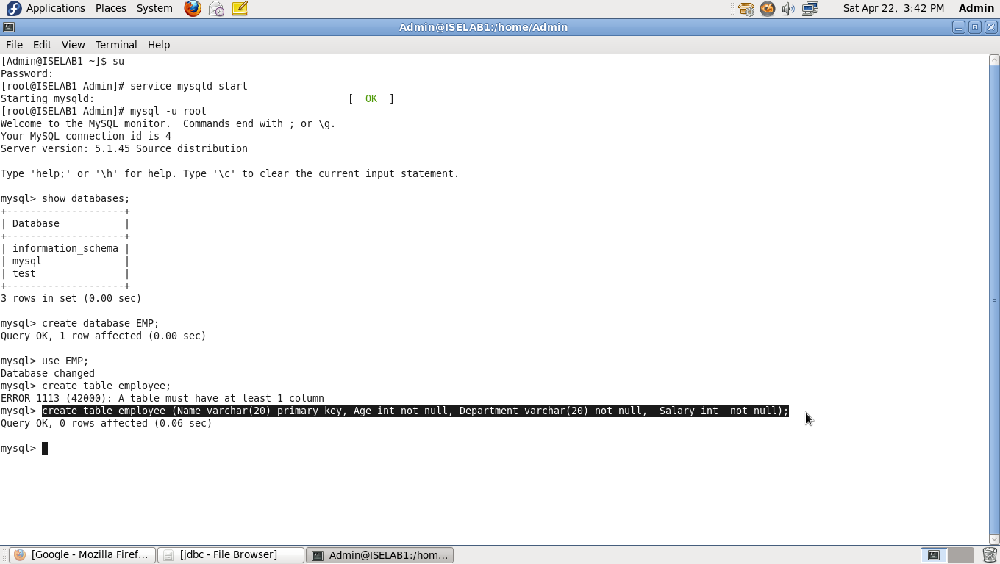 Applications Places System Sat Apr 22, 3:42 PM Admin
Admin@ISELAB1:/home/Admin
File Edit View Terminal Help
[Admin@ISELAB1 ~]$ su
Password:
[root@ISELAB1 Admin]# service mysqld start
Starting mysqld:                                           [  OK  ]
[root@ISELAB1 Admin]# mysql -u root
Welcome to the MySQL monitor.  Commands end with ; or \g.
Your MySQL connection id is 4
Server version: 5.1.45 Source distribution

Type 'help;' or '\h' for help. Type '\c' to clear the current input statement.

mysql> show databases;
+--------------------+
| Database           |
+--------------------+
| information_schema |
| mysql              |
| test               |
+--------------------+
3 rows in set (0.00 sec)

mysql> create database EMP;
Query OK, 1 row affected (0.00 sec)

mysql> use EMP;
Database changed
mysql> create table employee;
ERROR 1113 (42000): A table must have at least 1 column
mysql> create table employee (Name varchar(20) primary key, Age int not null, Department varchar(20) not null,  Salary int  not null);
Query OK, 0 rows affected (0.06 sec)

mysql>
[Google - Mozilla Firef... [jdbc - File Browser] Admin@ISELAB1:/hom...